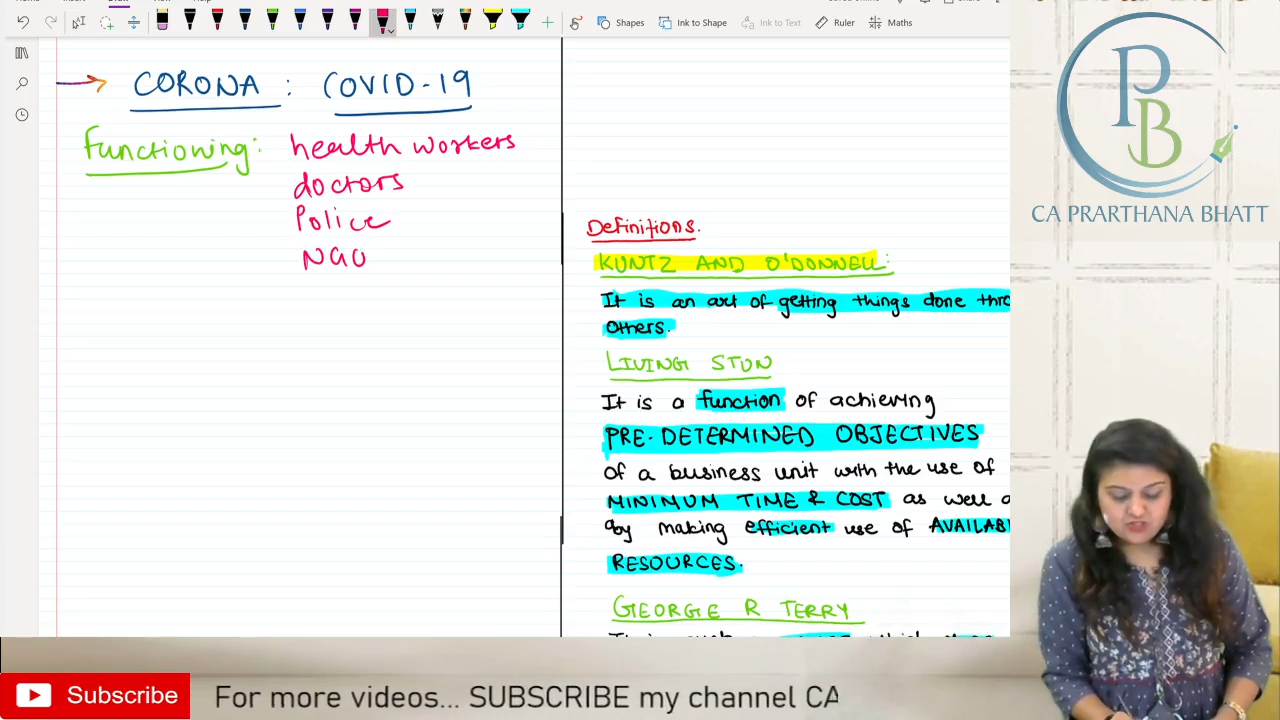 Shapes
Ink to Shape
Ink to Text
Ruler
Maths
CORONA : COVID-19
functioning: health workers
doctors
Police
NGO
Definitions.
KUNTZ AND O'DONNELL:
It is an art of getting things done thro
others.
LIVING STON
It is a function of achieving
PRE-DETERMINED OBJECTIVES
of a business unit with the use of
MINIMUM TIME & COST as well a
by making efficient use of AVAILAB
RESOURCES.
GEORGE R TERRY
PB
CA PRARTHANA BHATT
Subscribe
For more videos... SUBSCRIBE my channel CA